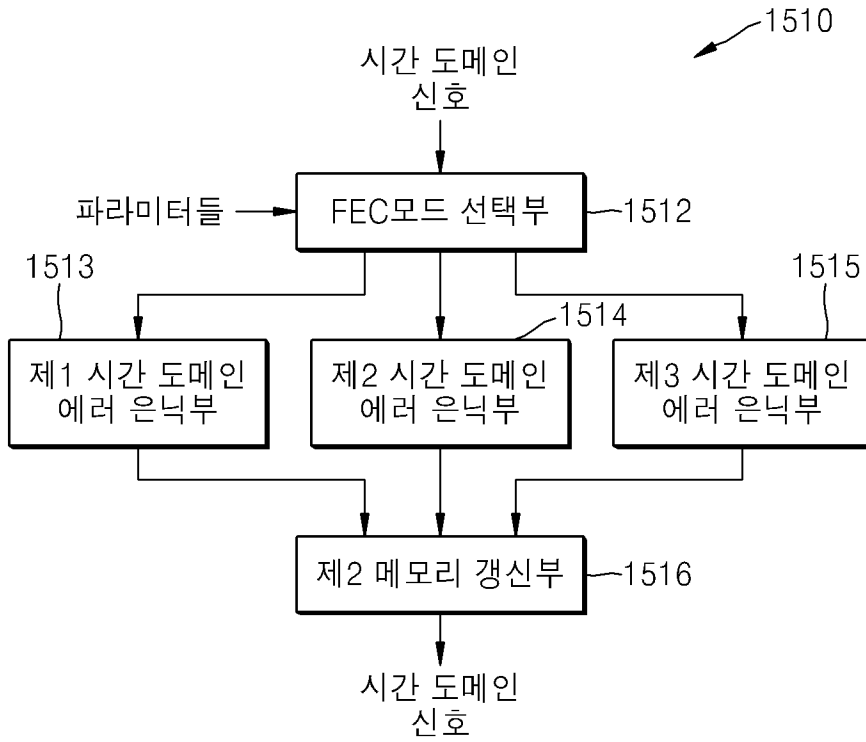 1510
시간 도메인
신호
파라미터들
FEC모드 선택부
1512
1513
1514
1515
제1 시간 도메인
에러 은닉부
제2 시간 도메인
에러 은닉부
제3 시간 도메인
에러 은닉부
제2 메모리 갱신부
1516
시간 도메인
신호